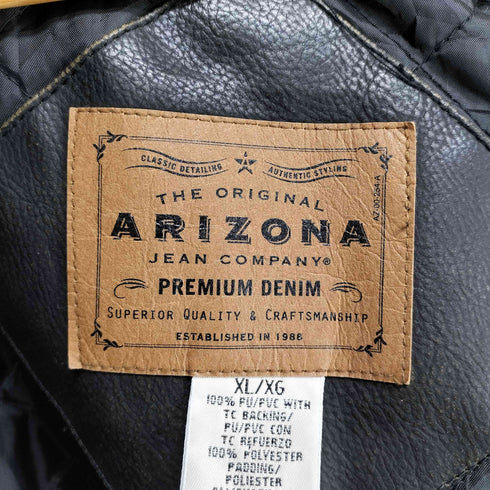 CLASSIC DETAILING AUTHENTIC STYLING
THE ORIGINAL
ARIZONA
JEAN COMPANY®
PREMIUM DENIM
SUPERIOR QUALITY & CRAFTSMANSHIP
ESTABLISHED IN 1988
XL/XG
100% PU/PVC WITH
TC BACKING/
PU/PVC CON
TC REFUERZO
100% POLYESTER
PADDING/
POLIESTER